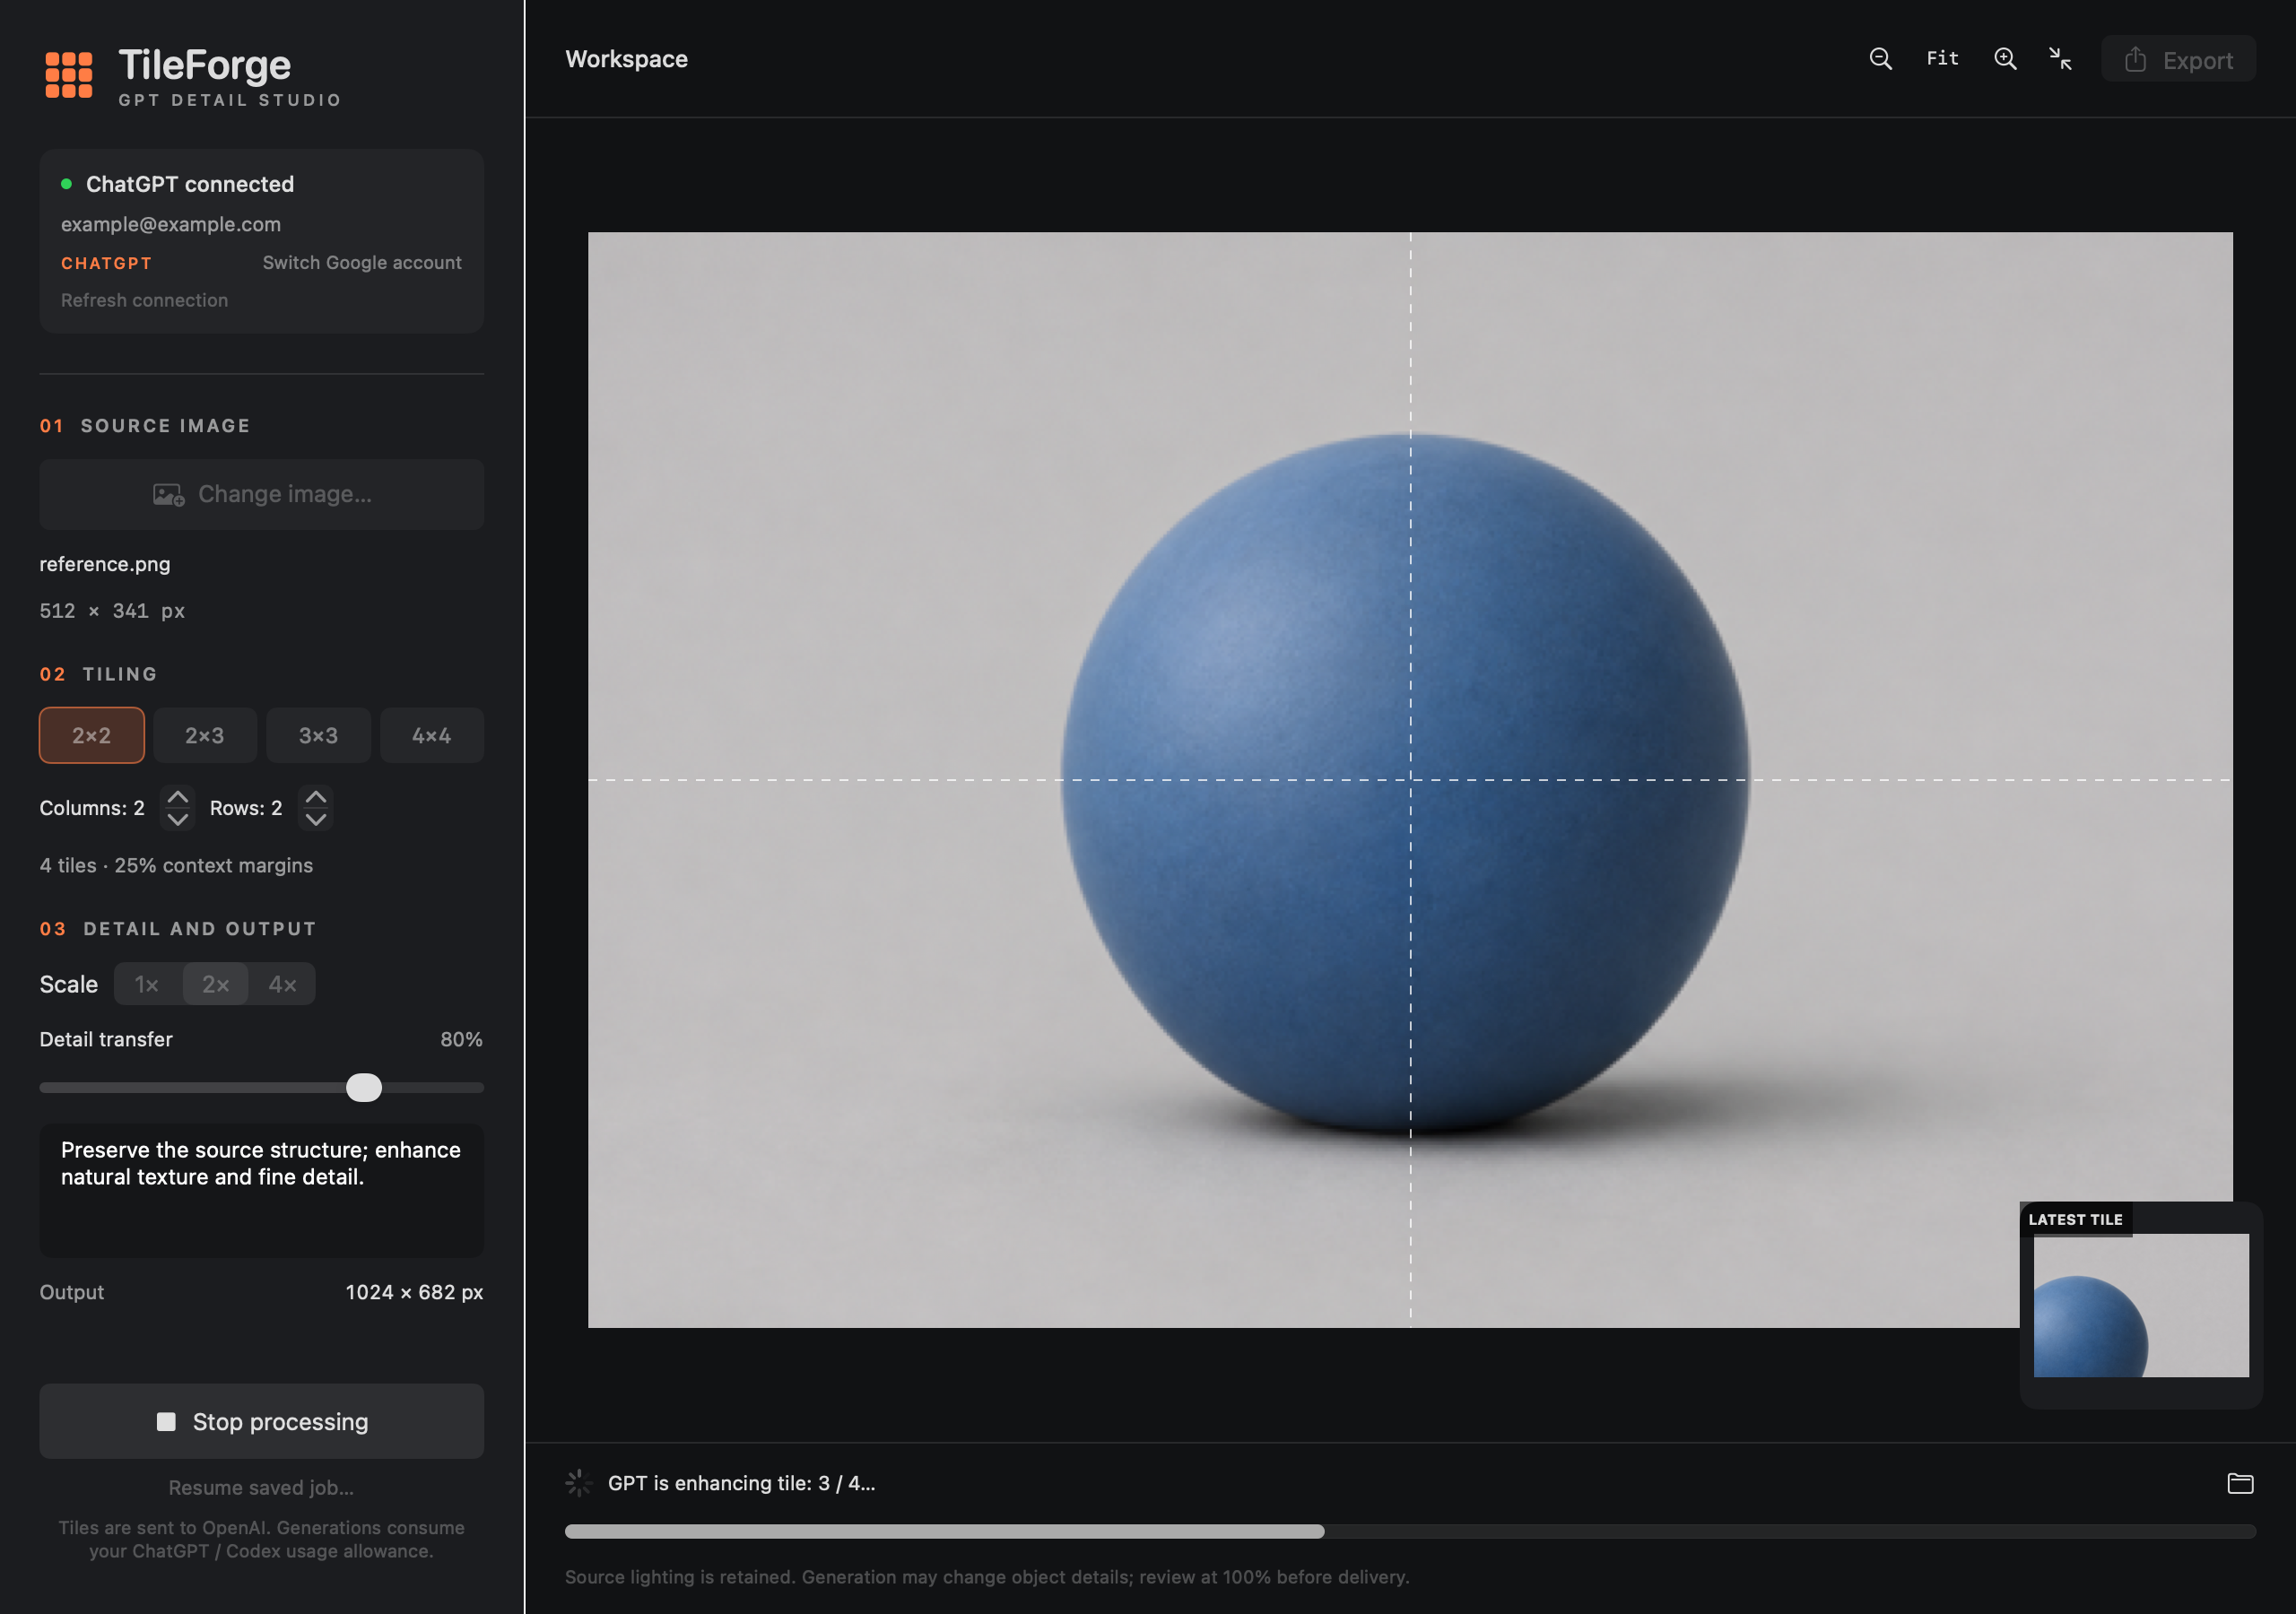 TileForge
GPT DETAIL STUDIO
ChatGPT connected
example@example.com
CHATGPT
Switch Google account
Refresh connection
01 SOURCE IMAGE
Change image...
reference.png
512 × 341 px
02 TILING
2×2
2×3
3×3
4×4
Columns: 2
Rows: 2
4 tiles · 25% context margins
03 DETAIL AND OUTPUT
Scale
1×
2×
4×
Detail transfer
80%
Preserve the source structure; enhance
natural texture and fine detail.
Output
1024 × 682 px
Stop processing
Resume saved job...
Tiles are sent to OpenAI. Generations consume
your ChatGPT / Codex usage allowance.
Workspace
Fit
Export
LATEST TILE
GPT is enhancing tile: 3 / 4...
Source lighting is retained. Generation may change object details; review at 100% before delivery.